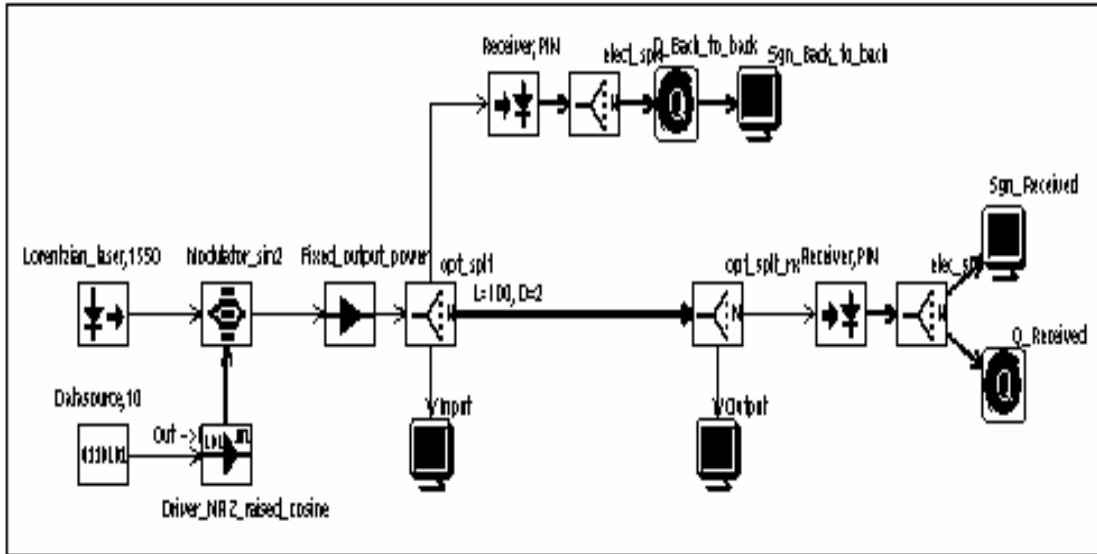 Receiver,PIN
Q_Back_to_back
Sgn_Back_to_back
Q
Sgn_Received
Lorentzian_laser,1550
Modulator_sin2
Fixed_output_power
opt_split
N
L=100, D=2
opt_split_rx
N
Receiver,PIN
N
Q_Received
Q
Datasource,10
Out ->
Input
Output
Driver_NRZ_raised_cosine